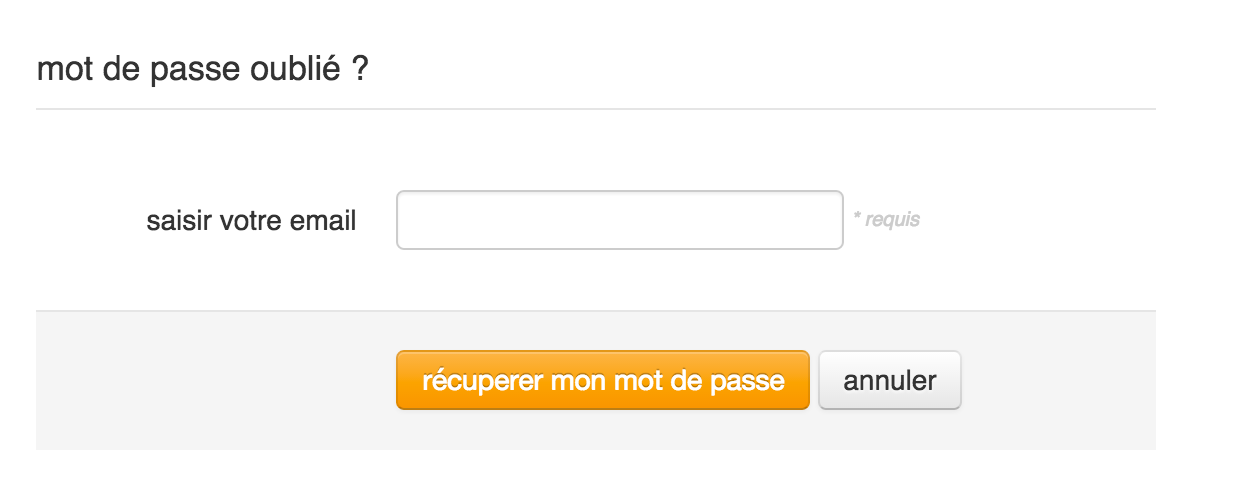 mot de passe oublié ?
saisir votre email * requis
récuperer mon mot de passe annuler